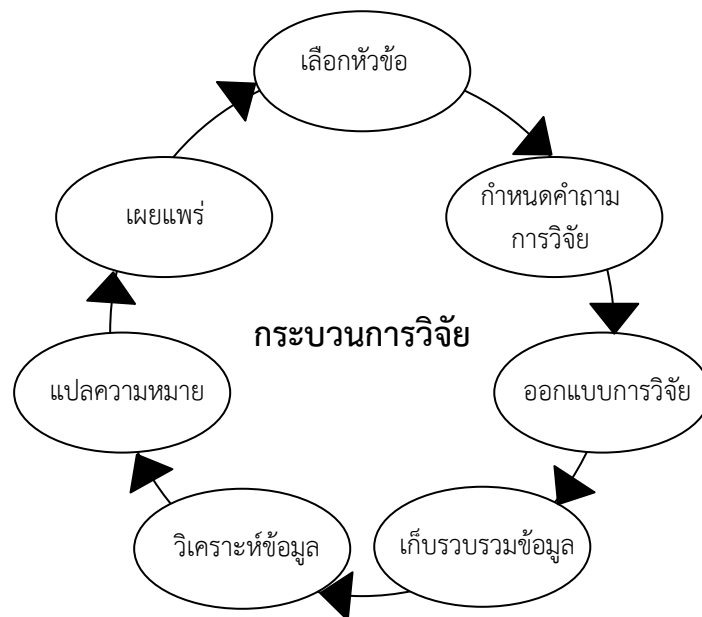 เลือกหัวข้อ
กำหนดคำถาม
การวิจัย
ออกแบบการวิจัย
เก็บรวบรวมข้อมูล
วิเคราะห์ข้อมูล
แปลความหมาย
เผยแพร่
กระบวนการวิจัย